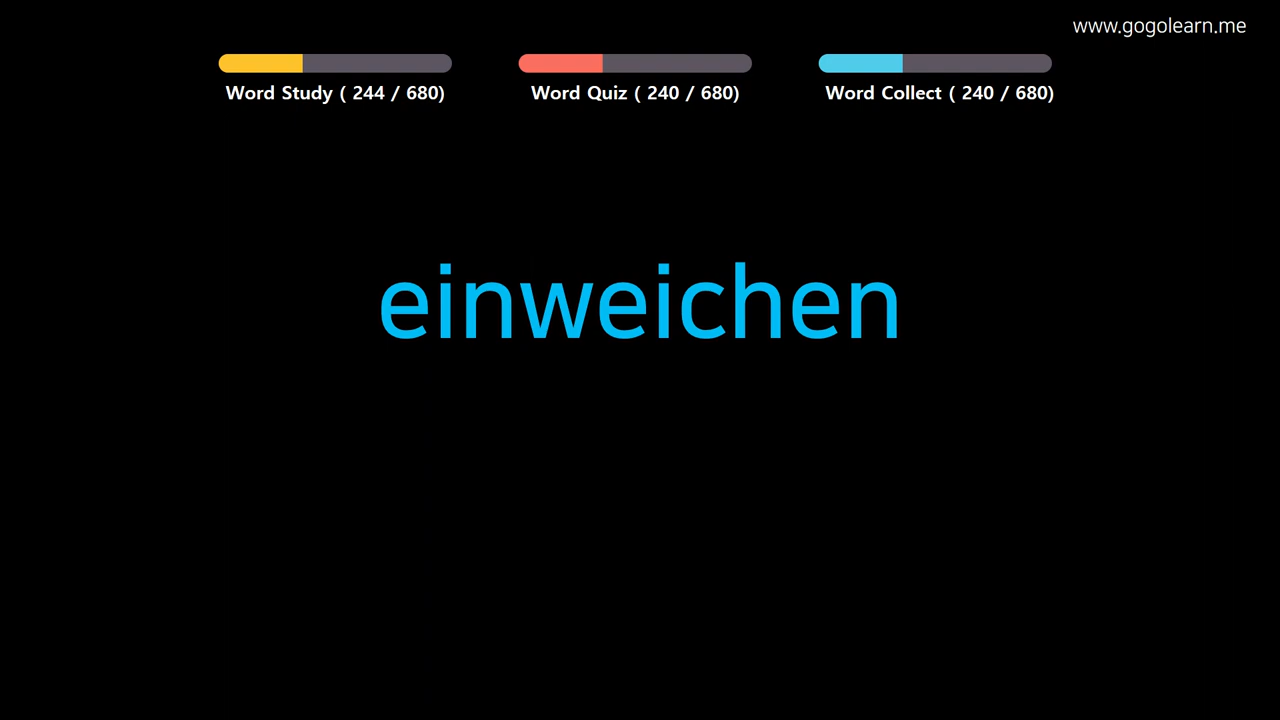 www.gogolearn.me
Word Study ( 244 / 680)
Word Quiz ( 240 / 680)
Word Collect ( 240 / 680)
einweichen